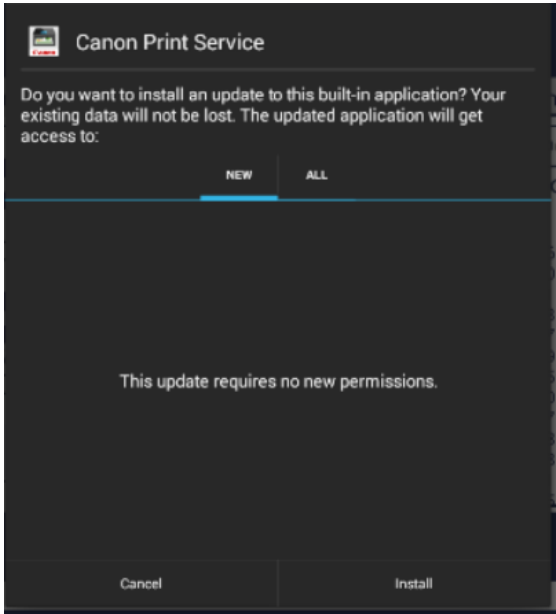 Canon
Canon Print Service
Do you want to install an update to this built-in application? Your
existing data will not be lost. The updated application will get
access to:
NEW
ALL
This update requires no new permissions.
Cancel
Install